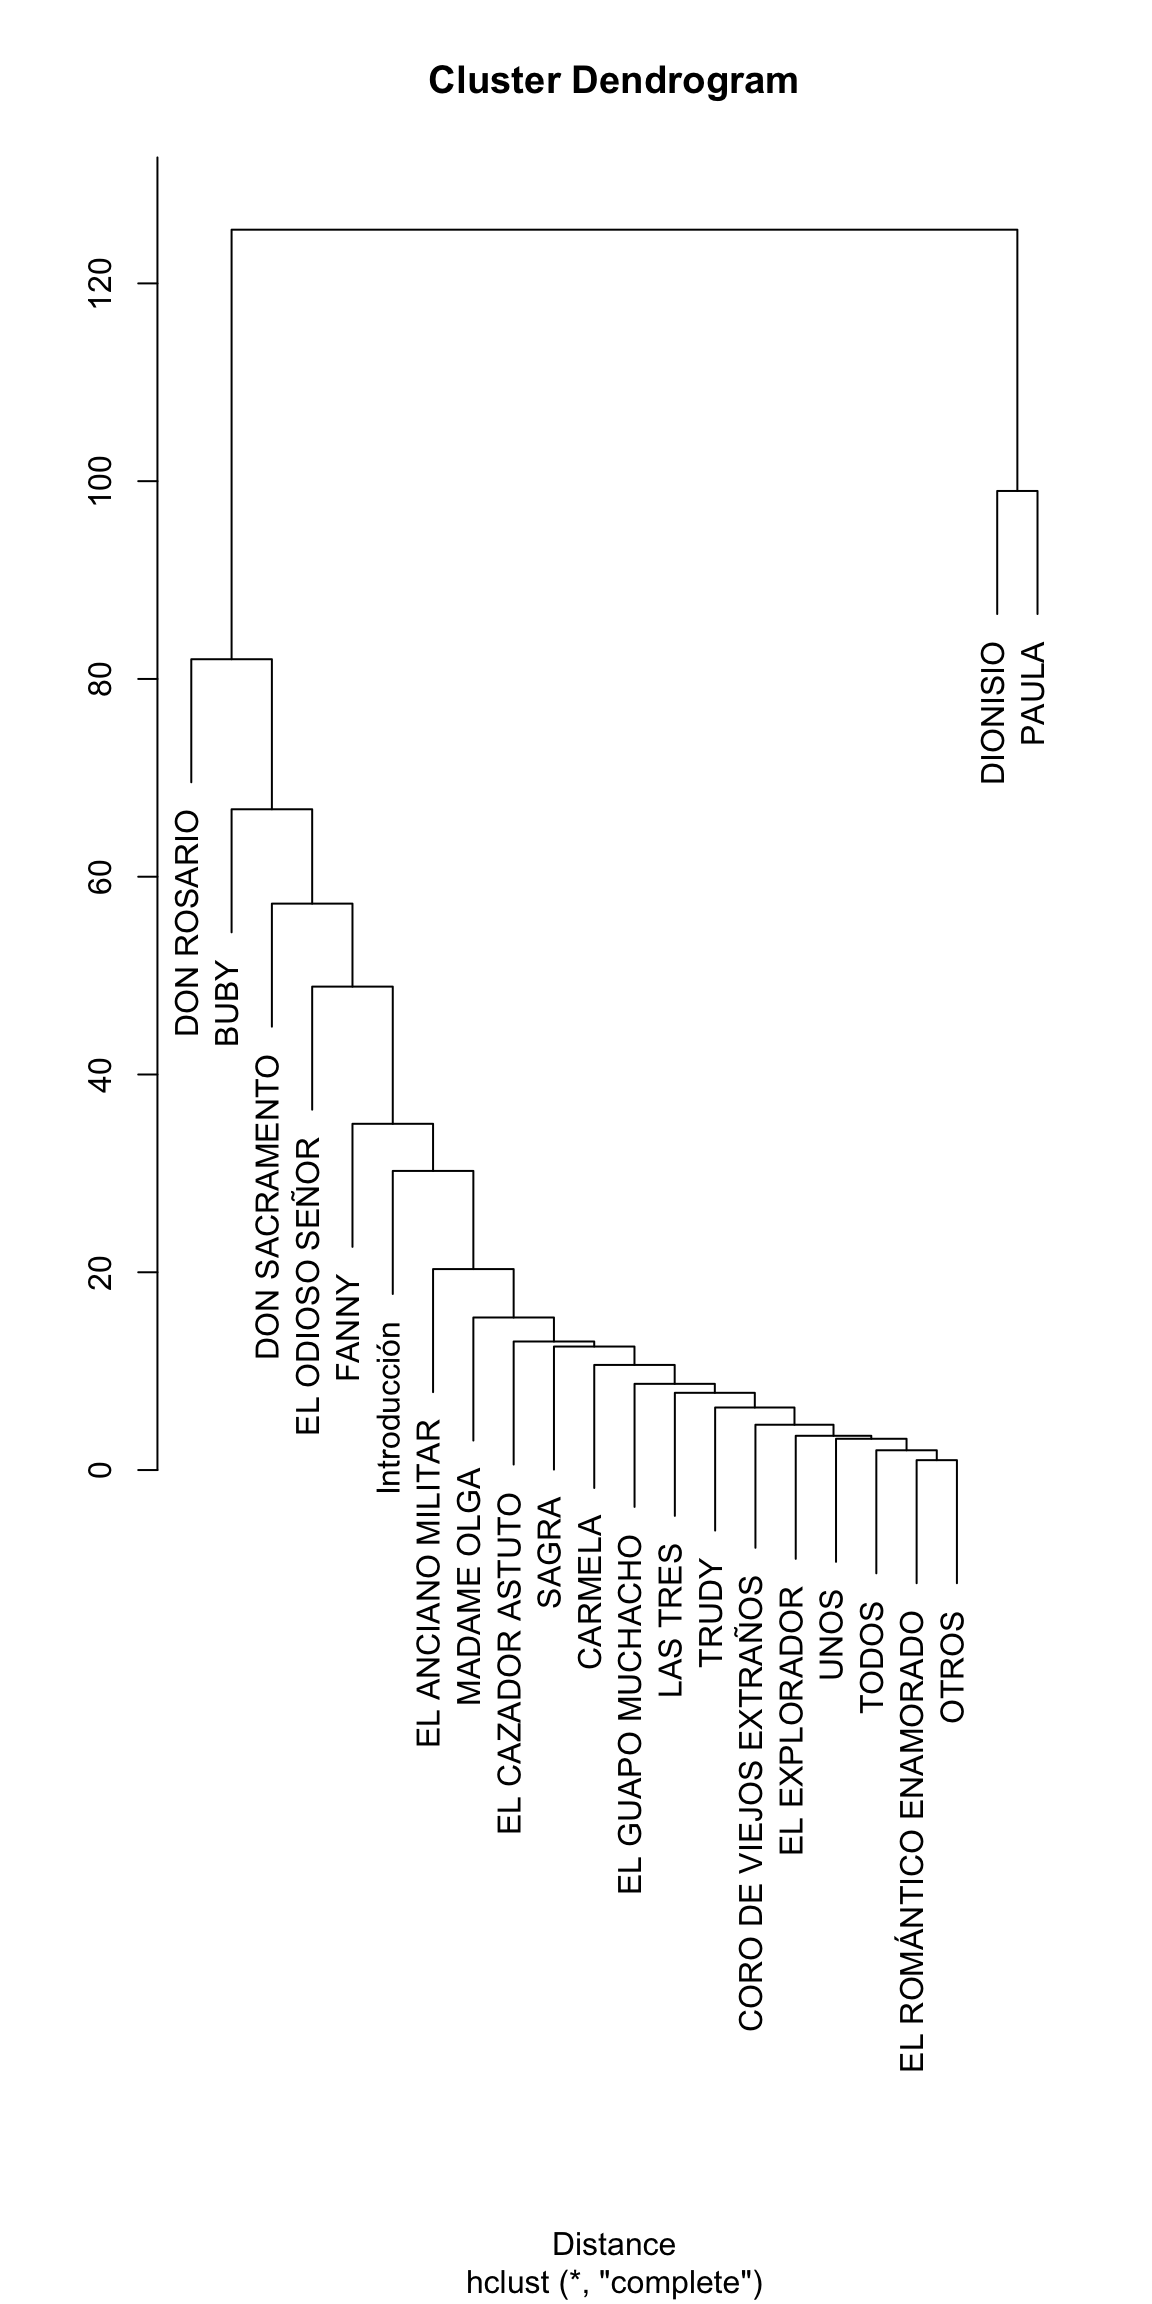 Cluster Dendrogram
120
100
80
60
40
20
0
DON ROSARIO
BUBY
DON SACRAMENTO
EL ODIOSO SEÑOR
FANNY
Introducción
EL ANCIANO MILITAR
MADAME OLGA
EL CAZADOR ASTUTO
SAGRA
CARMELA
EL GUAPO MUCHACHO
LAS TRES
TRUDY
CORO DE VIEJOS EXTRAÑOS
EL EXPLORADOR
UNOS
TODOS
EL ROMÁNTICO ENAMORADO
OTROS
DIONISIO
PAULA
Distance
hclust (*, "complete")